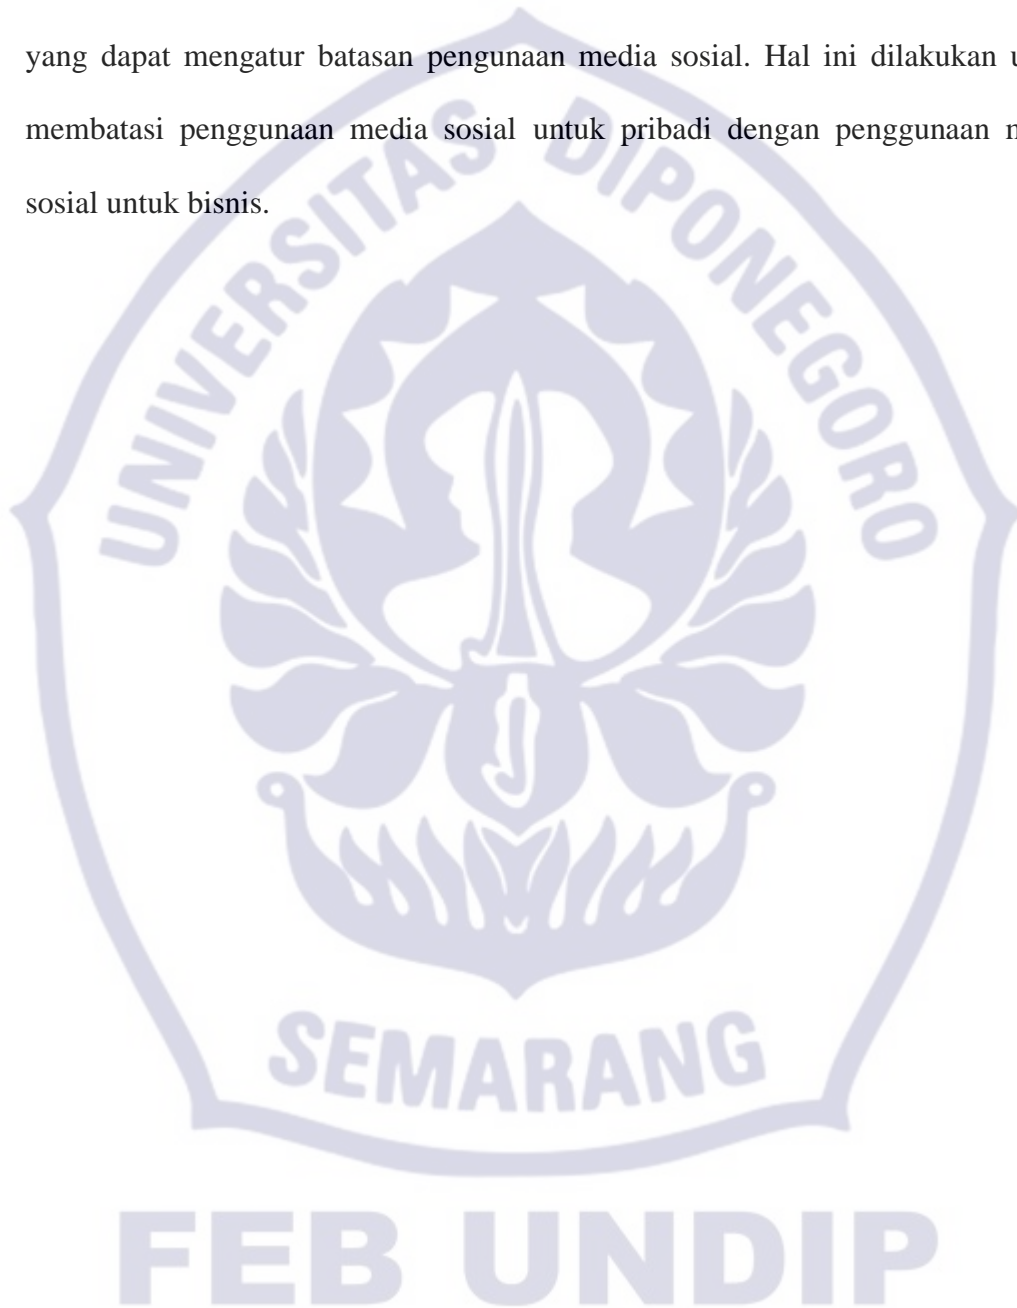 yang dapat mengatur batasan pengunaan media sosial. Hal ini dilakukan u
membatasi penggunaan media sosial untuk pribadi dengan penggunaan
sosial untuk bisnis.
UNIVERSITAS DIPONEGORO
SEMARANG
FEB UNDIP